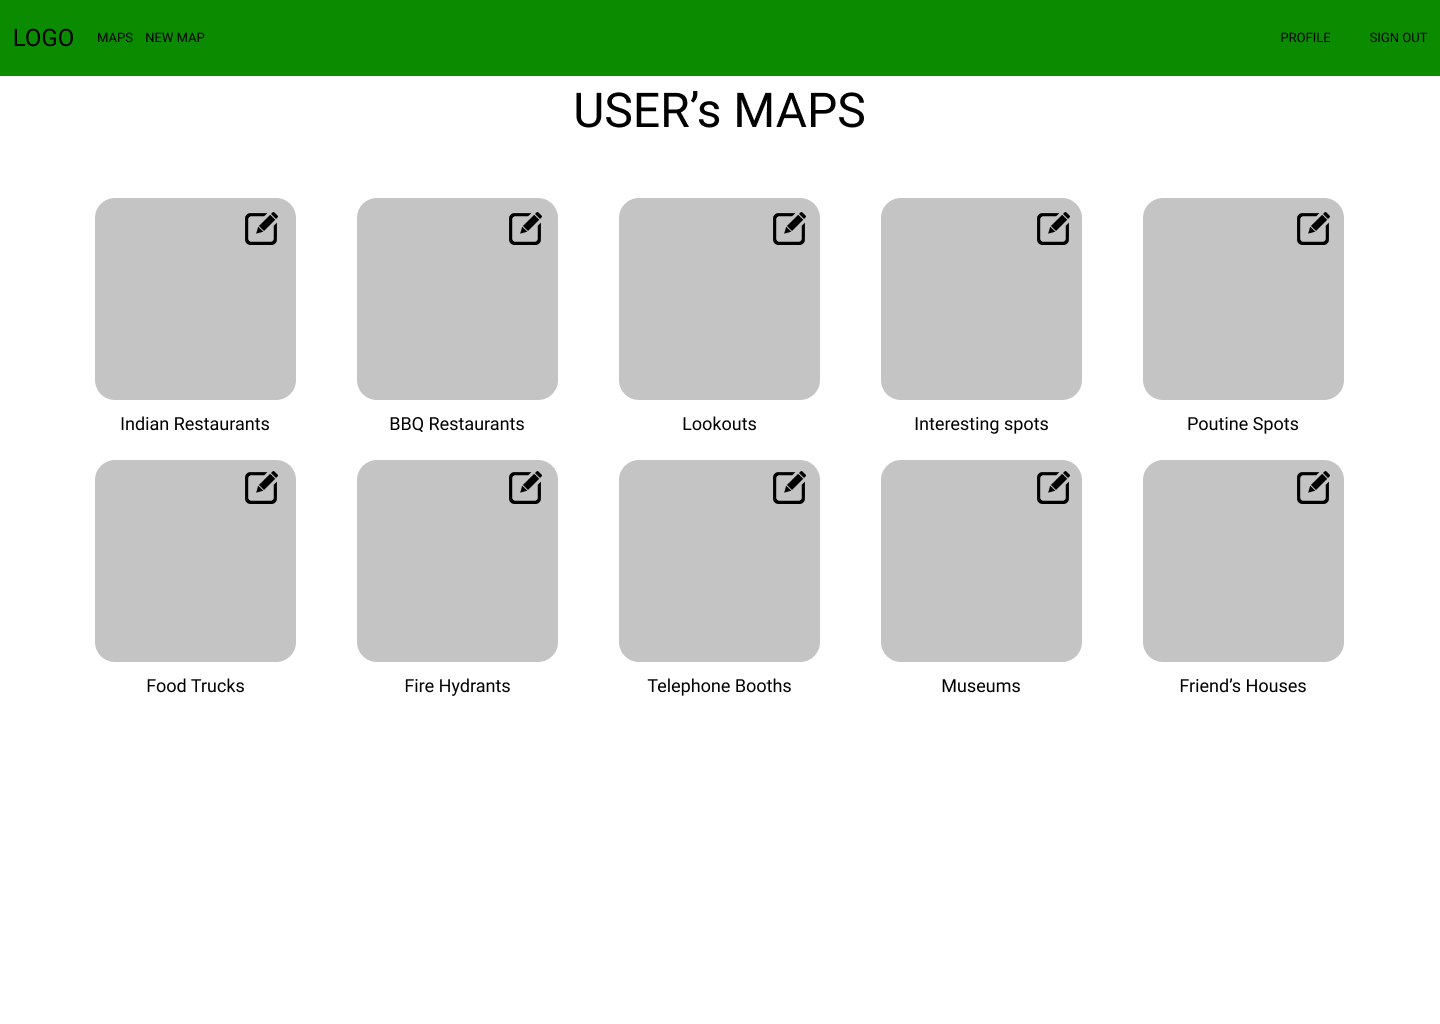 LOGO MAPS NEW MAP PROFILE SIGN OUT
USER’s MAPS
Indian Restaurants BBQ Restaurants Lookouts Interesting spots Poutine Spots
Food Trucks Fire Hydrants Telephone Booths Museums Friend’s Houses